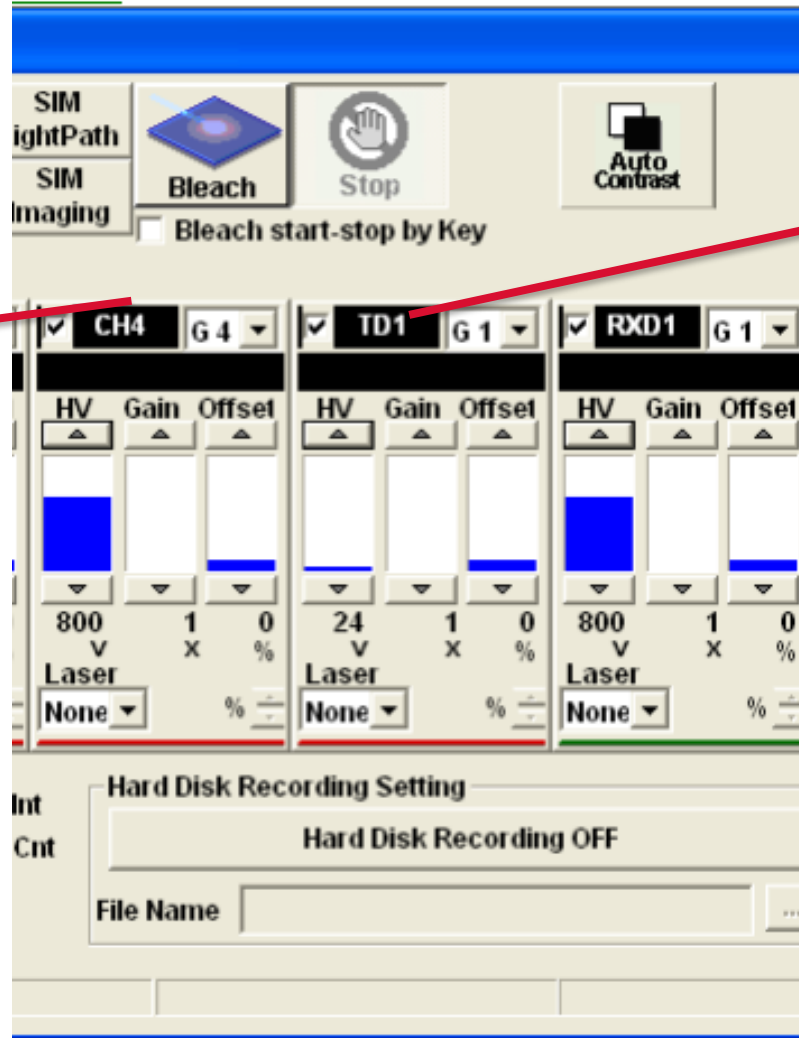 SIM
ightPath
SIM
Imaging
Bleach
Stop
Auto
Contrast
Bleach start-stop by Key
CH4 G 4 TD1 G 1 RXD1 G 1
HV Gain Offset HV Gain Offset HV Gain Offset
800 1 0 24 1 0 800 1 0
V X % V X % V X %
Laser Laser Laser
None % None % None %
Int
Cnt
Hard Disk Recording Setting
Hard Disk Recording OFF
File Name
...